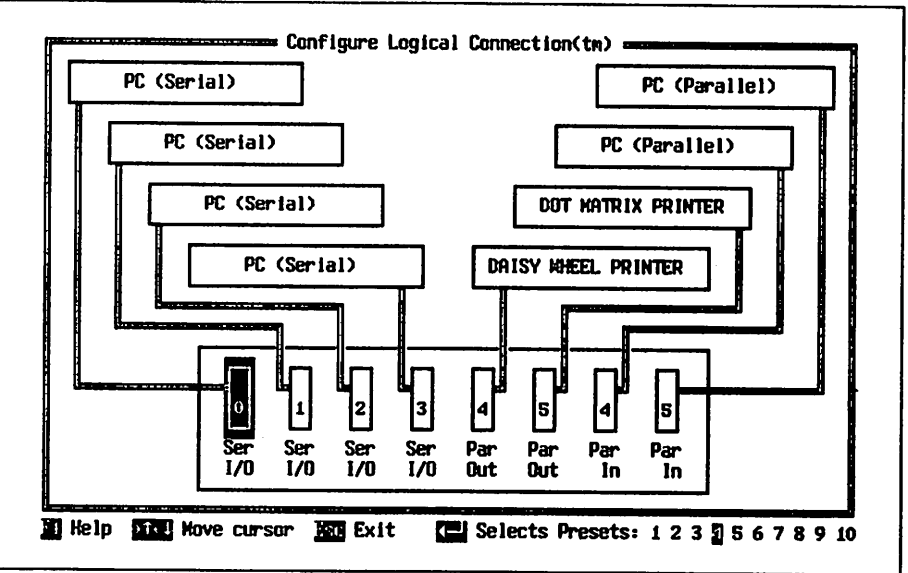 Configure Logical Connection(tm)
PC (Serial)
PC (Parallel)
PC (Serial)
PC (Parallel)
PC (Serial)
DOT MATRIX PRINTER
PC (Serial)
DAISY WHEEL PRINTER
0 1 2 3 4 5 4 5
Ser Ser Ser Ser Par Par Par Par
I/O I/O I/O I/O Out Out In In
Help Move cursor Exit Selects Presets: 1 2 3 4 5 6 7 8 9 10